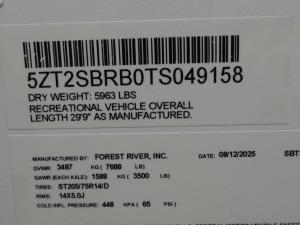 5ZT2SBRB0TS049158
DRY WEIGHT: 5963 LBS
RECREATIONAL VEHICLE OVERALL
LENGTH 29'9" AS MANUFACTURED.
MANUFACTURED BY: FOREST RIVER, INC. 08/12/2025 SBT
GVWR: 3487 KG ( 7688 LB)
GAWR (EACH AXLE): 1588 KG ( 3500 LB)
TIRES: ST205/75R14/D
RIMS: 14X5.0J
COLD INFL. PRESSURE: 448 KPA ( 65 PSI )